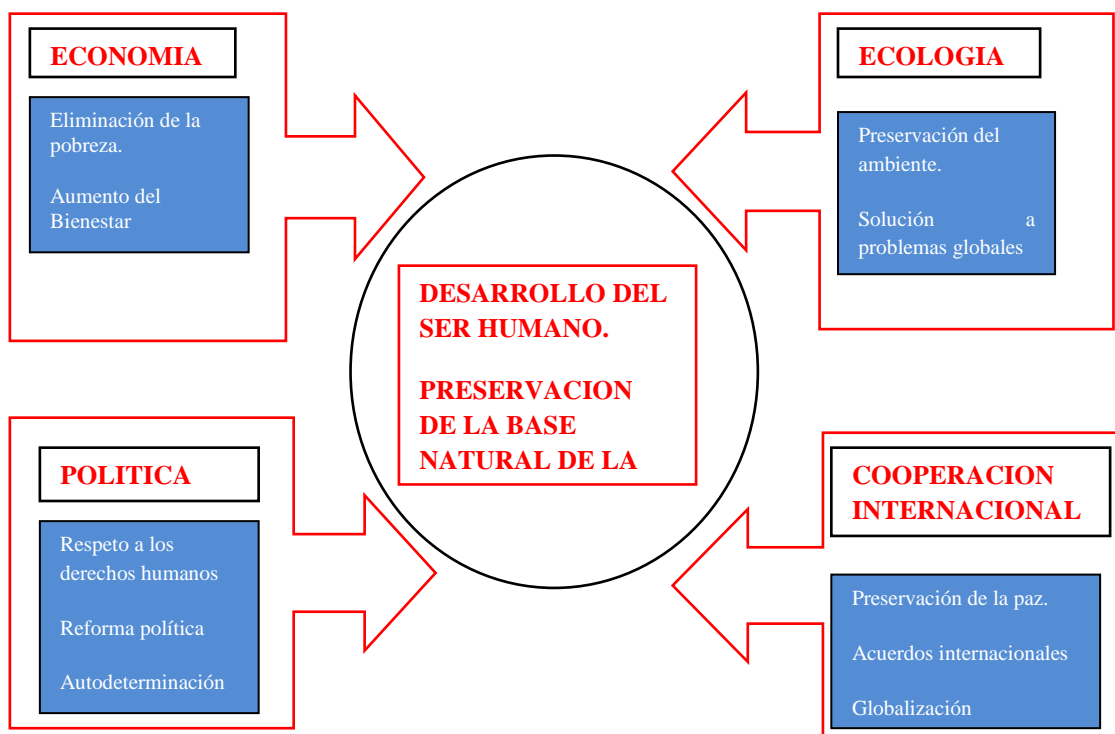 ECONOMIA
Eliminación de la
pobreza.
Aumento del
Bienestar
ECOLOGIA
Preservación del
ambiente.
Solución a
problemas globales
DESARROLLO DEL
SER HUMANO.
PRESERVACION
DE LA BASE
NATURAL DE LA
POLITICA
Respeto a los
derechos humanos
Reforma política
Autodeterminación
COOPERACION
INTERNACIONAL
Preservación de la paz.
Acuerdos internacionales
Globalización